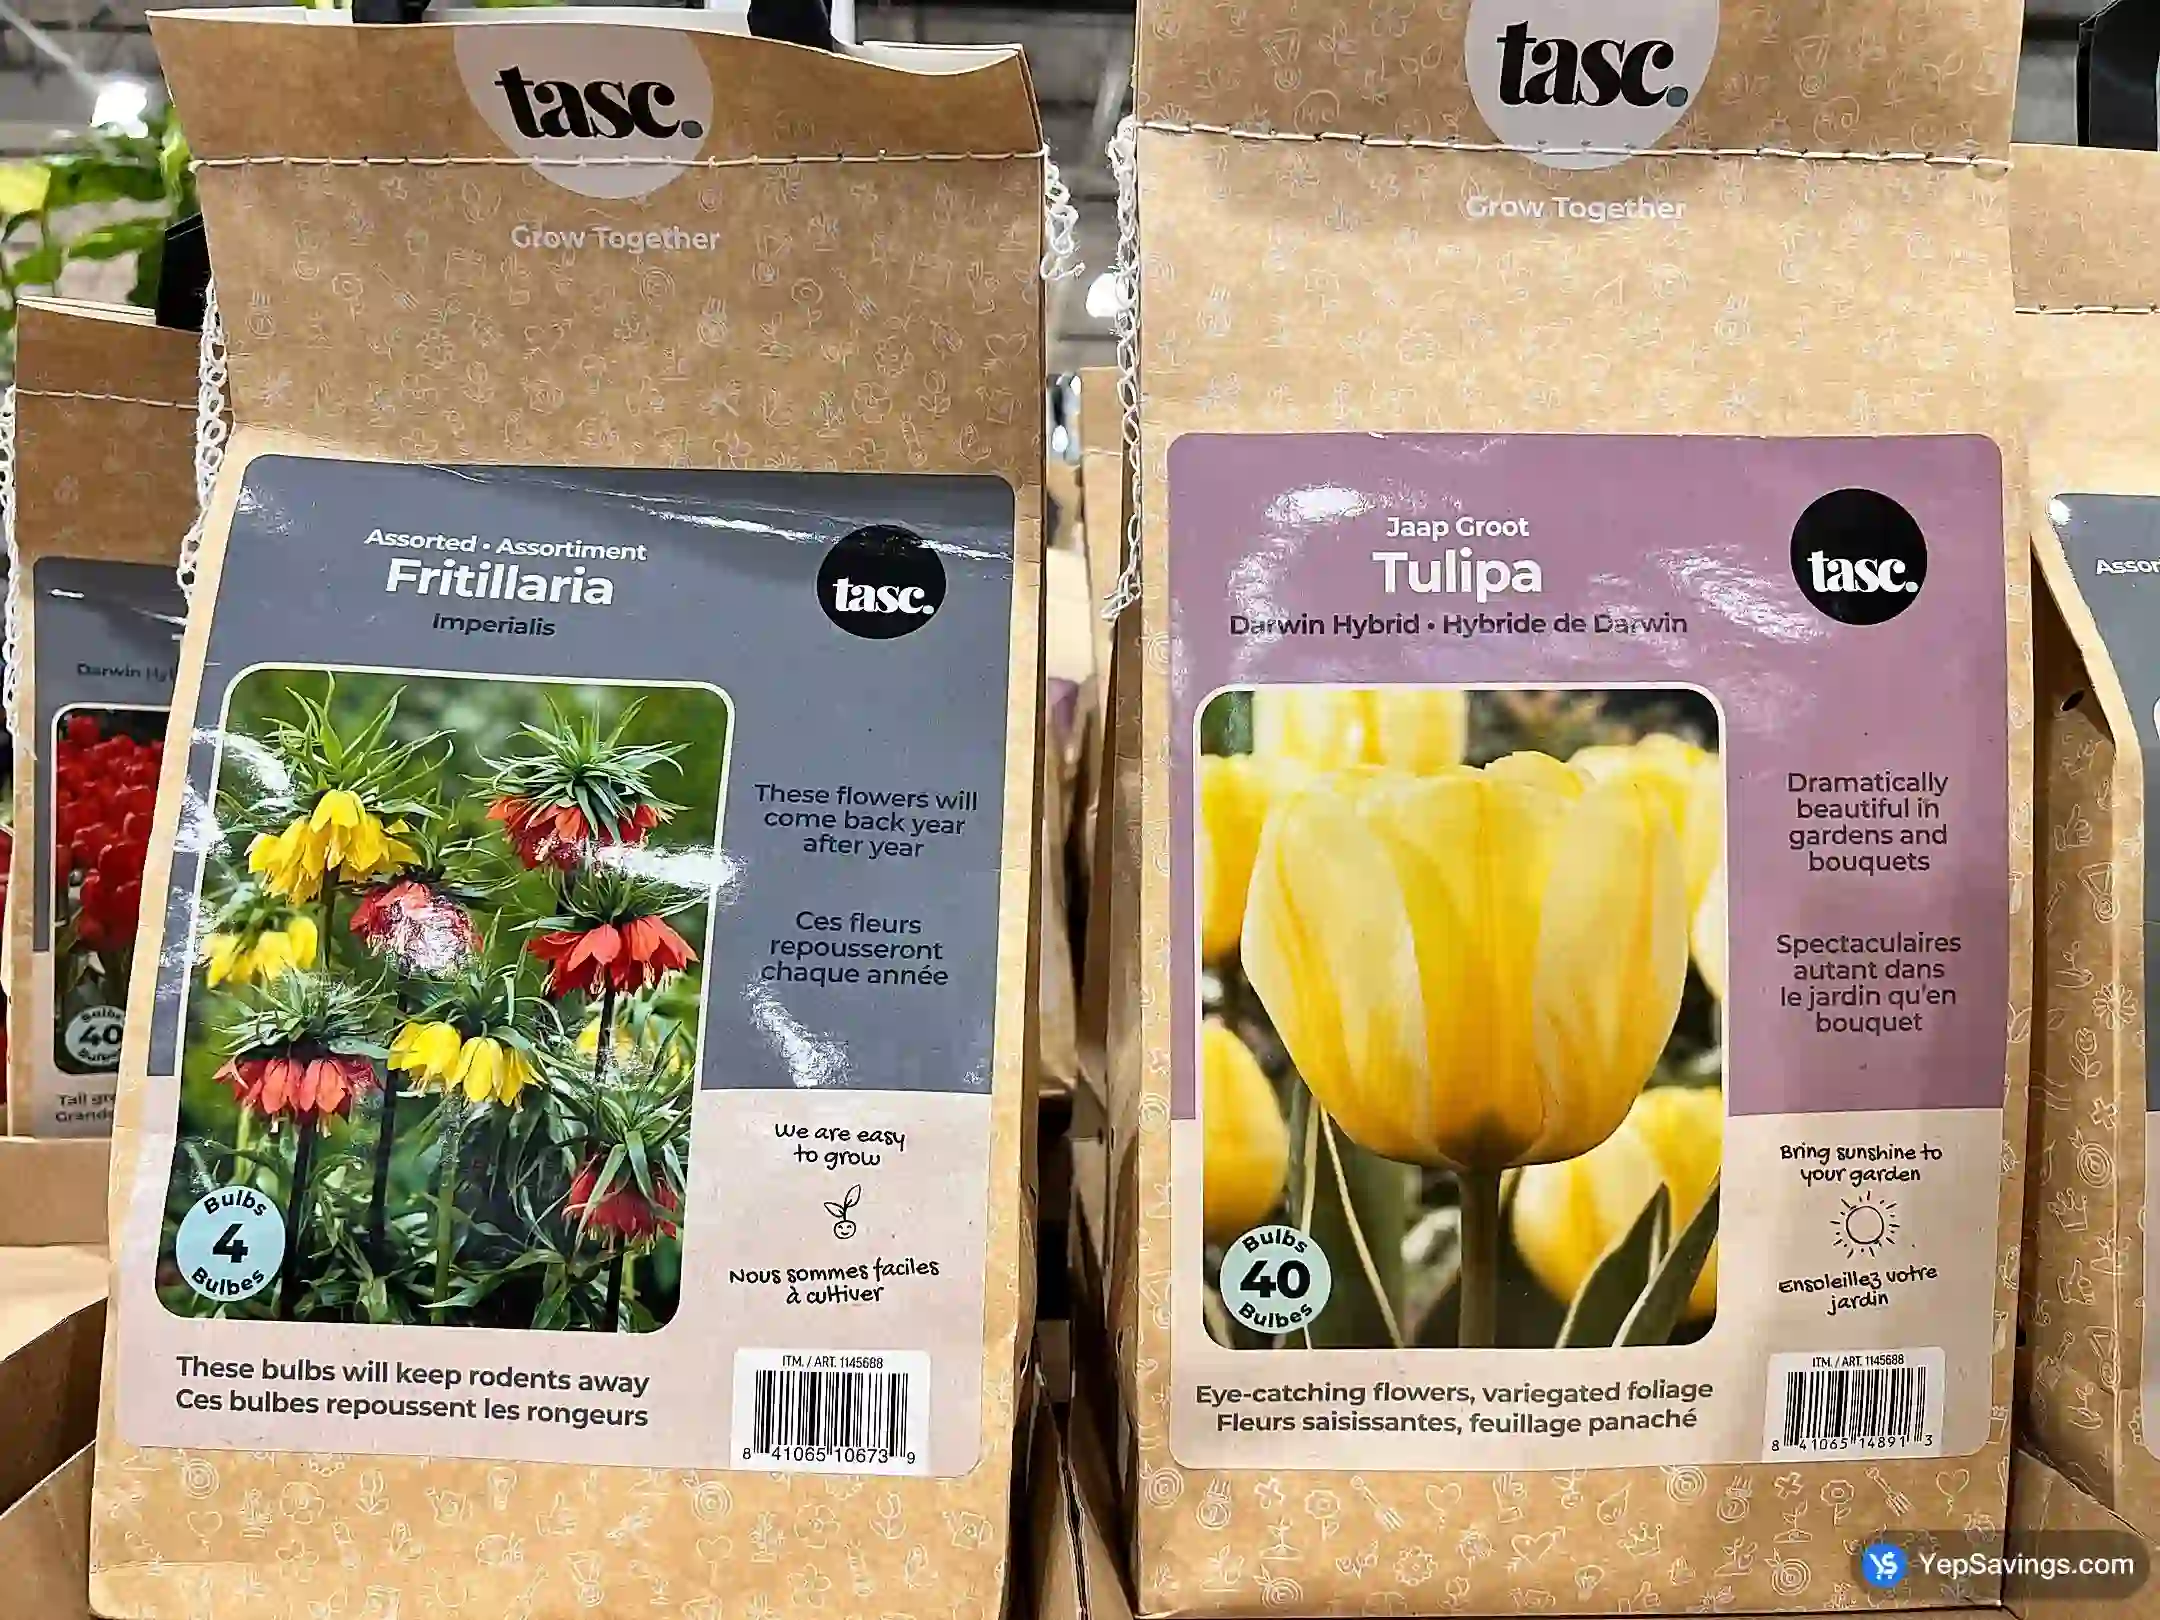 tasc.
Grow Together
Assorted • Assortiment
Fritillaria
Imperialis
tasc.
These flowers will
come back year
after year
Ces fleurs
repousseront
chaque année
We are easy
to grow
Nous sommes faciles
à cultiver
Bulbs
4
Bulbes
These bulbs will keep rodents away
Ces bulbes repoussent les rongeurs
ITM. / ART. 1145688
8 41065 10673 9
tasc.
Grow Together
Jaap Groot
Tulipa
Darwin Hybrid • Hybride de Darwin
tasc.
Dramatically
beautiful in
gardens and
bouquets
Spectaculaires
autant dans
le jardin qu'en
bouquet
Bring sunshine to
your garden
Ensoleillez votre
jardin
Bulbs
40
Bulbes
Eye-catching flowers, variegated foliage
Fleurs saisissantes, feuillage panaché
ITM. / ART. 1145688
8 41065 14891 3
Darwin
Bulbs
40
Tall
YepSavings.com